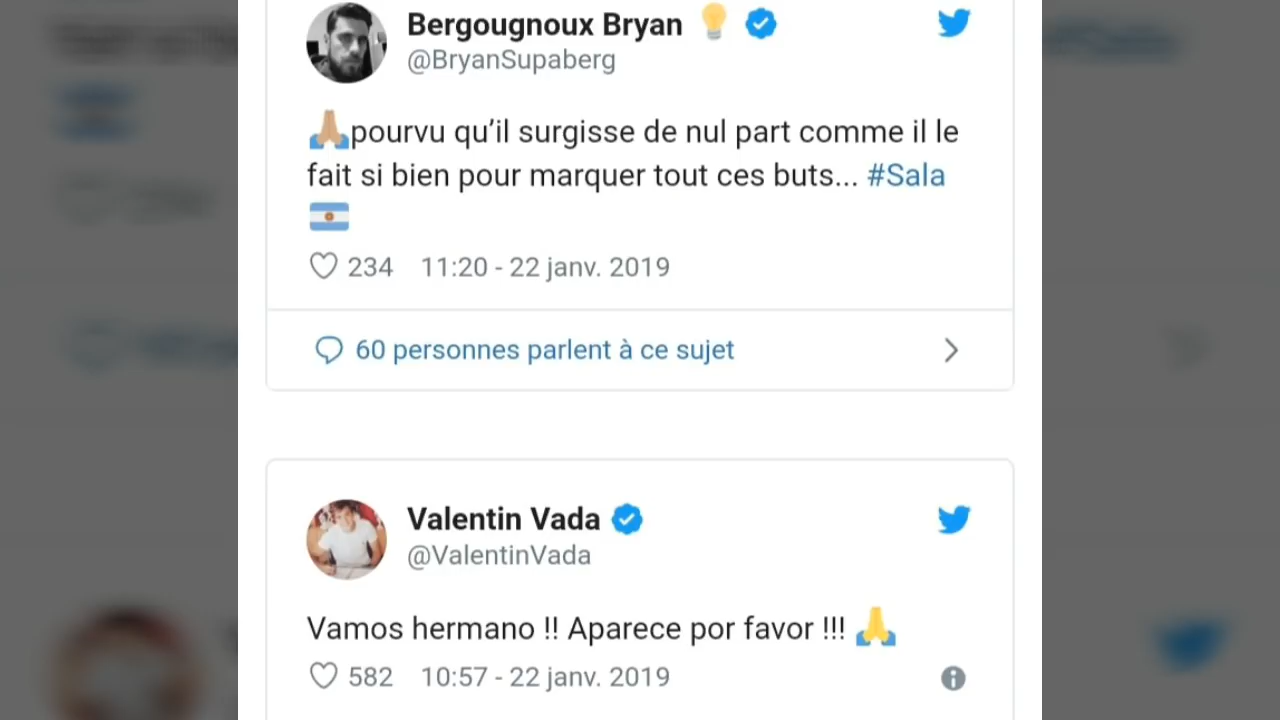 Bergougnoux Bryan
@BryanSupaberg
pourvu qu’il surgisse de nul part comme il le
fait si bien pour marquer tout ces buts... #Sala
234 11:20 - 22 janv. 2019
60 personnes parlent à ce sujet
Valentin Vada
@ValentinVada
Vamos hermano !! Aparece por favor !!!
582 10:57 - 22 janv. 2019